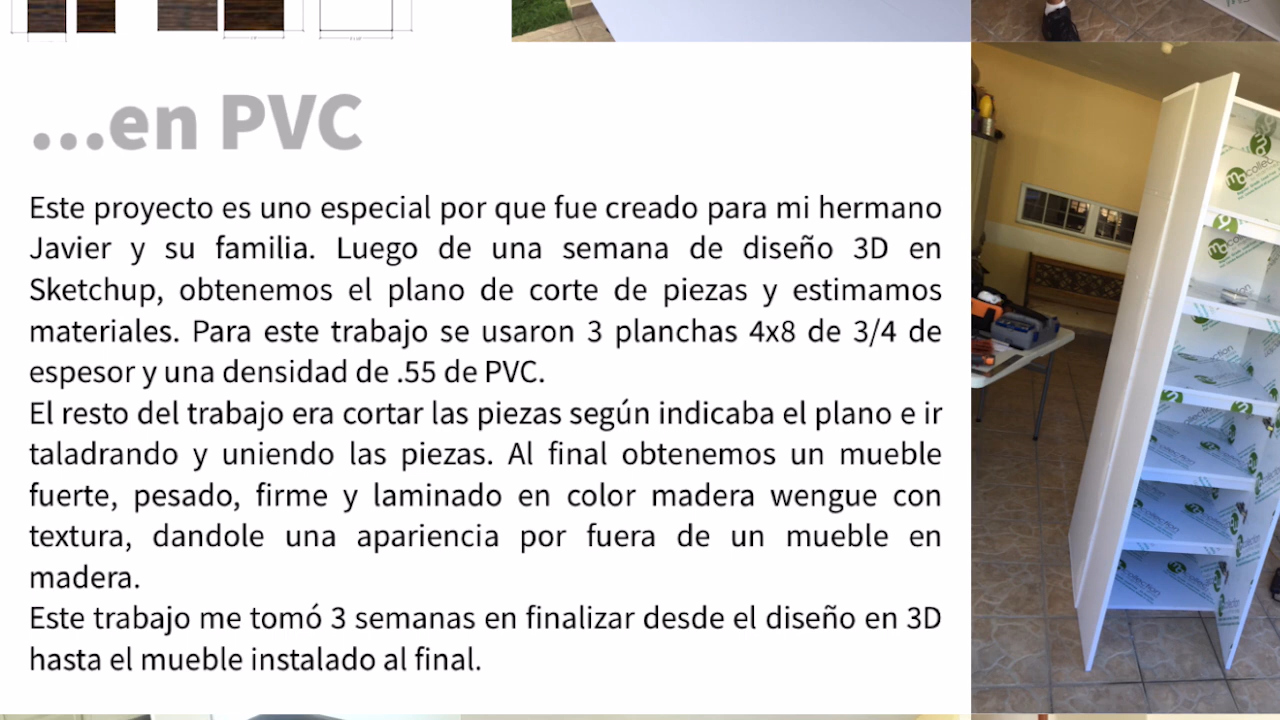 ...en PVC
Este proyecto es uno especial por que fue creado para mi hermano
Javier y su familia. Luego de una semana de diseño 3D en
Sketchup, obtenemos el plano de corte de piezas y estimamos
materiales. Para este trabajo se usaron 3 planchas 4x8 de 3/4 de
espesor y una densidad de .55 de PVC.
El resto del trabajo era cortar las piezas según indicaba el plano e ir
taladrando y uniendo las piezas. Al final obtenemos un mueble
fuerte, pesado, firme y laminado en color madera wengue con
textura, dandole una apariencia por fuera de un mueble en
madera.
Este trabajo me tomó 3 semanas en finalizar desde el diseño en 3D
hasta el mueble instalado al final.